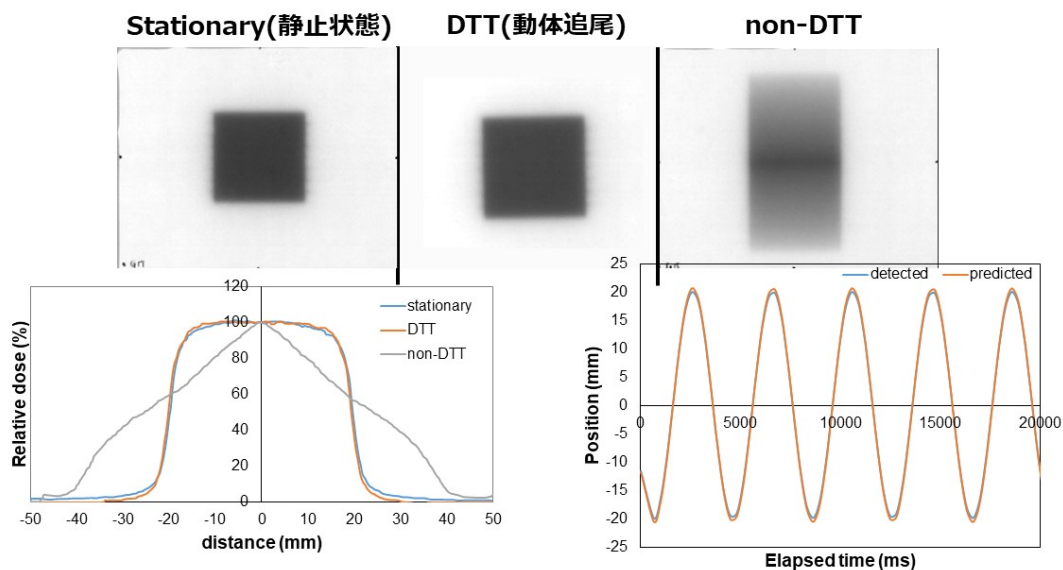 Stationary(静止状態)
DTT(動体追尾)
non-DTT
120
100
80
60
40
20
0
-50 -40 -30 -20 -10 0 10 20 30 40 50
Relative dose (%)
distance (mm)
stationary
DTT
non-DTT
25
20
15
10
5
0
-5
-10
-15
-20
-25
0 5000 10000 15000 20000
Position (mm)
Elapsed time (ms)
detected
predicted